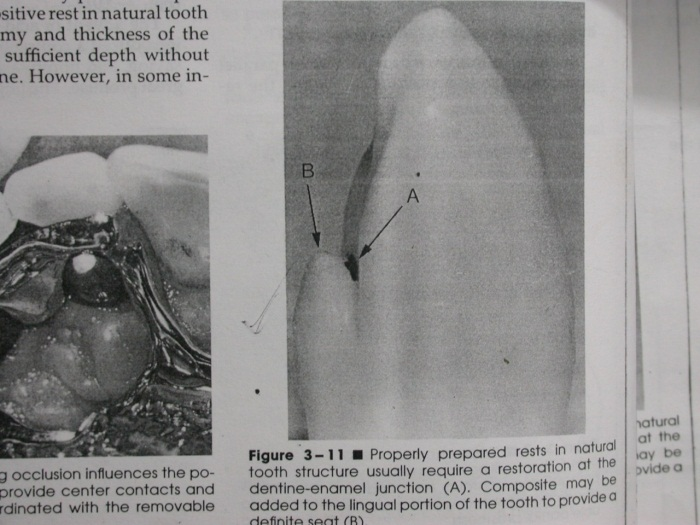 sitive rest in natural tooth
my and thickness of the
sufficient depth without
ne. However, in some in-
B
A
g occlusion influences the po-
provide center contacts and
rdinated with the removable
Figure 3–11 ■ Properly prepared rests in natural
tooth structure usually require a restoration at the
dentine-enamel junction (A). Composite may be
added to the lingual portion of the tooth to provide a
definite seat (B).
natural
at the
ay be
ovide a